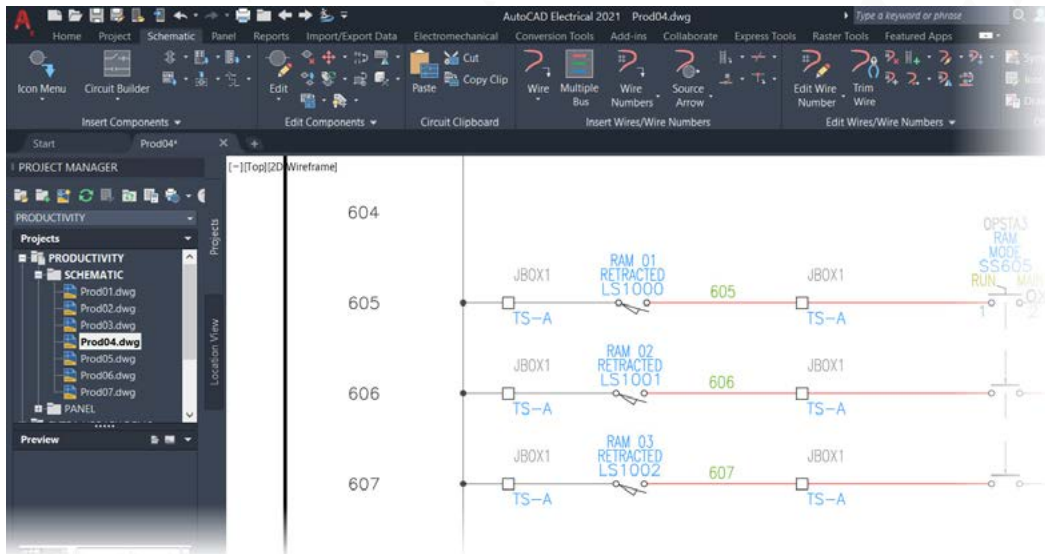 AutoCAD Electrical 2021 Prod04.dwg
Type a keyword or phrase
Home Project Schematic Panel Reports Import/Export Data Electromechanical Conversion Tools Add-ins Collaborate Express Tools Raster Tools Featured Apps
Icon Menu
Circuit Builder
Edit
Paste
Cut
Copy Clip
Wire
Multiple
Bus
Wire
Numbers
Source
Arrow
Edit Wire
Number
Trim
Wire
Insert Components
Edit Components
Circuit Clipboard
Insert Wires/Wire Numbers
Edit Wires/Wire Numbers
Start
Prod04*
PROJECT MANAGER
PRODUCTIVITY
Projects
PRODUCTIVITY
SCHEMATIC
Prod01.dwg
Prod02.dwg
Prod03.dwg
Prod04.dwg
Prod05.dwg
Prod06.dwg
Prod07.dwg
PANEL
Preview
Projects
Location View
[-][Top][2D Wireframe]
604
605
JBOX1
TS-A
RAM 01
RETRACTED
LS1000
605
JBOX1
TS-A
OPSTA3
RAM
MODE
SS605
RUN
1
2
606
JBOX1
TS-A
RAM 02
RETRACTED
LS1001
606
JBOX1
TS-A
607
JBOX1
TS-A
RAM 03
RETRACTED
LS1002
607
JBOX1
TS-A